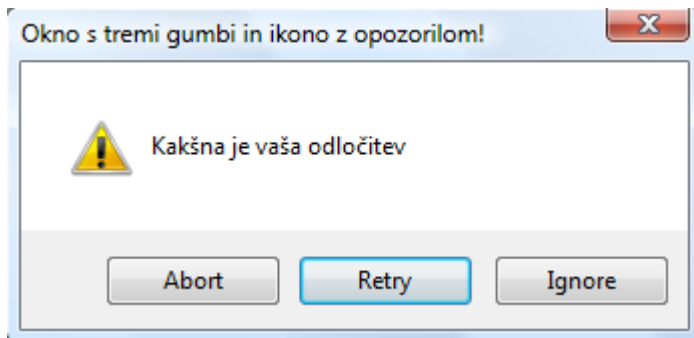 Okno s tremi gumbi in ikono z opozorilom!
Kakšna je vaša odločitev
Abort Retry Ignore